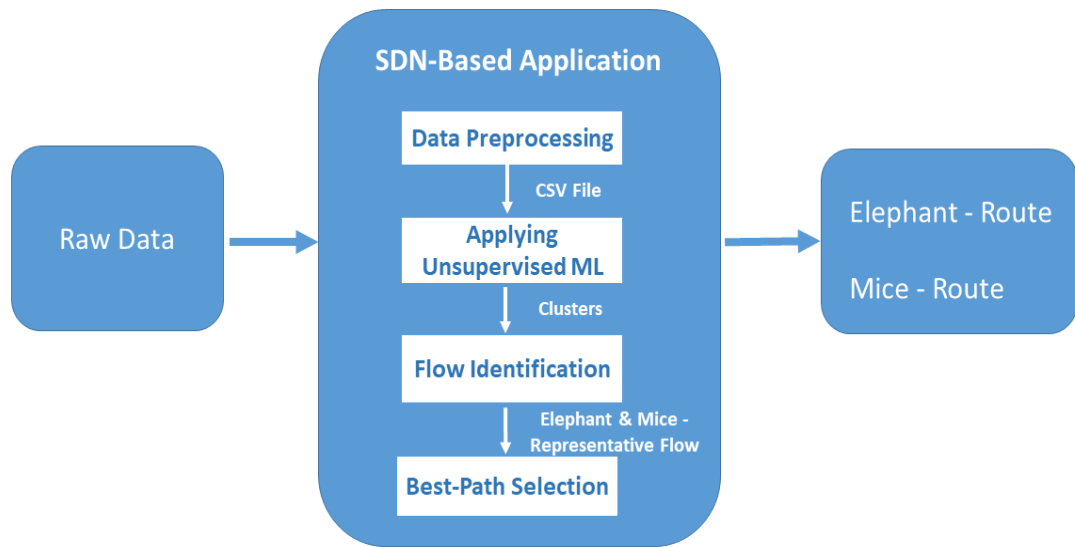 Raw Data
SDN-Based Application
Data Preprocessing
CSV File
Applying
Unsupervised ML
Clusters
Flow Identification
Elephant & Mice -
Representative Flow
Best-Path Selection
Elephant - Route
Mice - Route